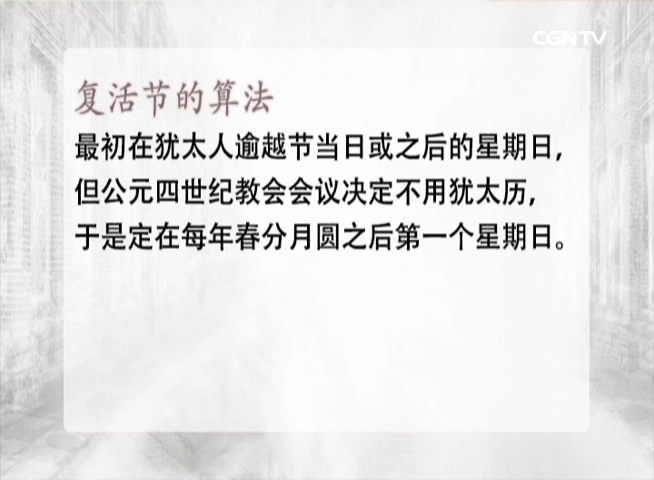 CGNTV
复活节的算法
最初在犹太人逾越节当日或之后的星期日,
但公元四世纪教会会议决定不用犹太历,
于是定在每年春分月圆之后第一个星期日。